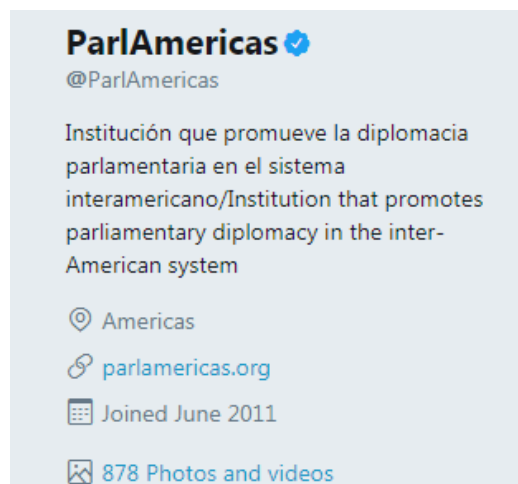 ParlAmericas
@ParlAmericas
Institución que promueve la diplomacia
parlamentaria en el sistema
interamericano/Institution that promotes
parliamentary diplomacy in the inter-
American system
Americas
parlamericas.org
Joined June 2011
878 Photos and videos